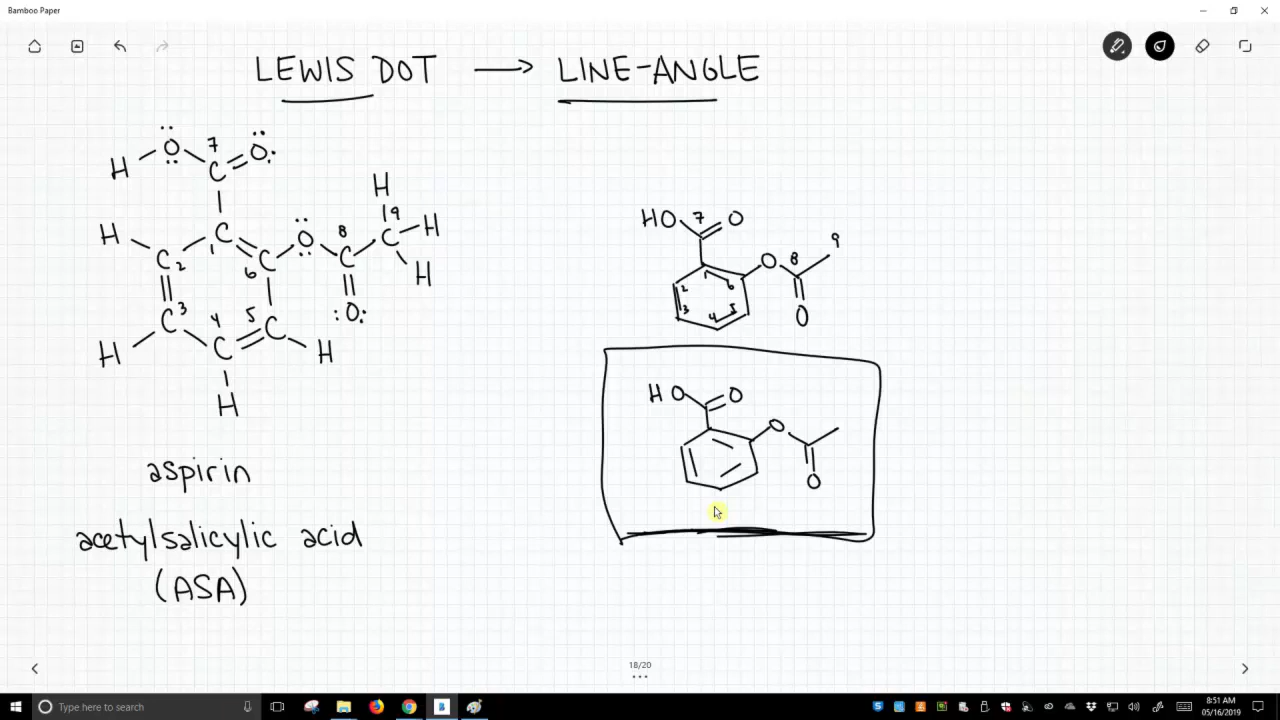 Bamboo Paper
LEWIS DOT → LINE-ANGLE
H O 7 C O
H
H C 1 C 6 C O 8 C 9 C H
2 H
C 3 4 5 C :O:
H C H
H
HO 7 O
O 8 9
1 2 6
3 4 5 O
HO O
O
O
aspirin
acetylsalicylic acid
(ASA)
18/20
Type here to search
8:51 AM
05/16/2019